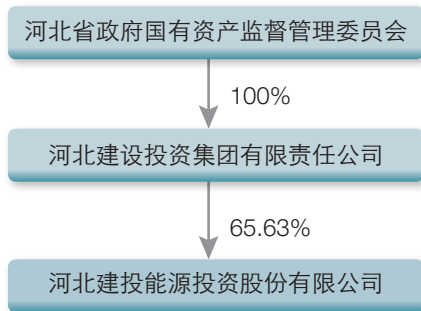 河北省政府国有资产监督管理委员会
100%
河北建设投资集团有限责任公司
65.63%
河北建投能源投资股份有限公司